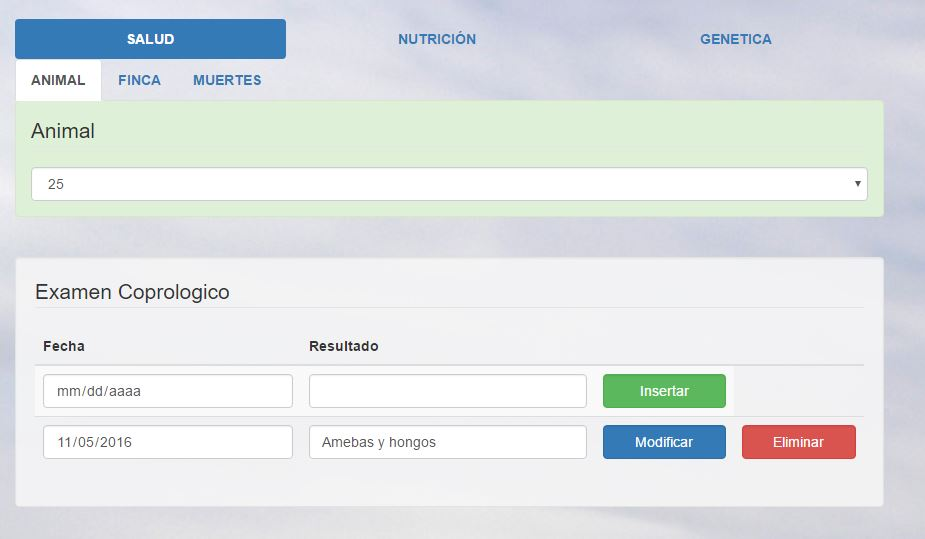 SALUD NUTRICIÓN GENETICA
ANIMAL FINCA MUERTES
Animal
25
Examen Coprologico
Fecha Resultado
mm/dd/aaaa Insertar
11/05/2016 Amebas y hongos Modificar Eliminar